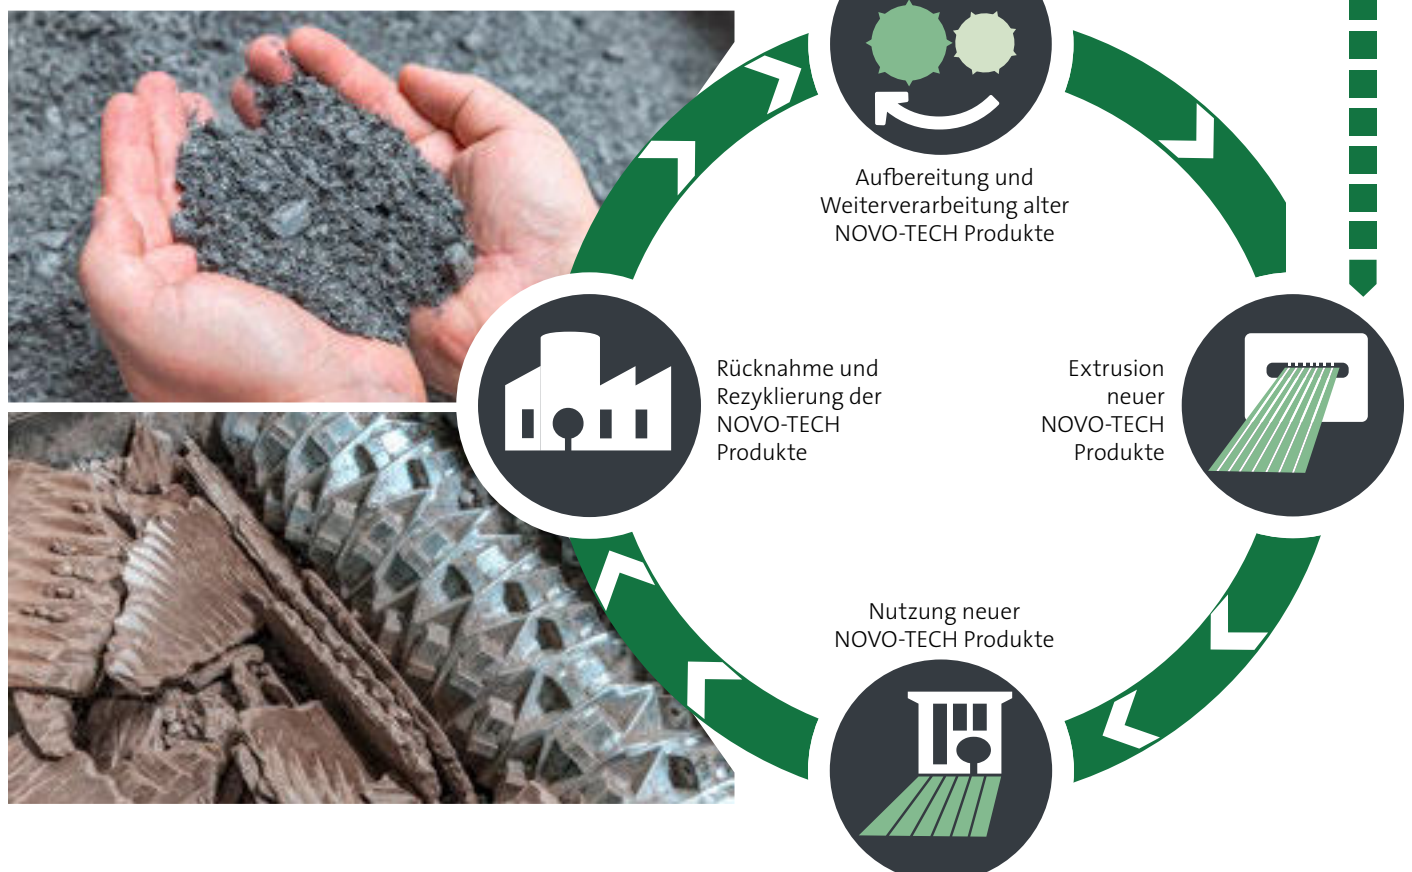 Aufbereitung und
Weiterverarbeitung alter
NOVO-TECH Produkte
Rücknahme und
Rezyklierung der
NOVO-TECH
Produkte
Extrusion
neuer
NOVO-TECH
Produkte
Nutzung neuer
NOVO-TECH Produkte